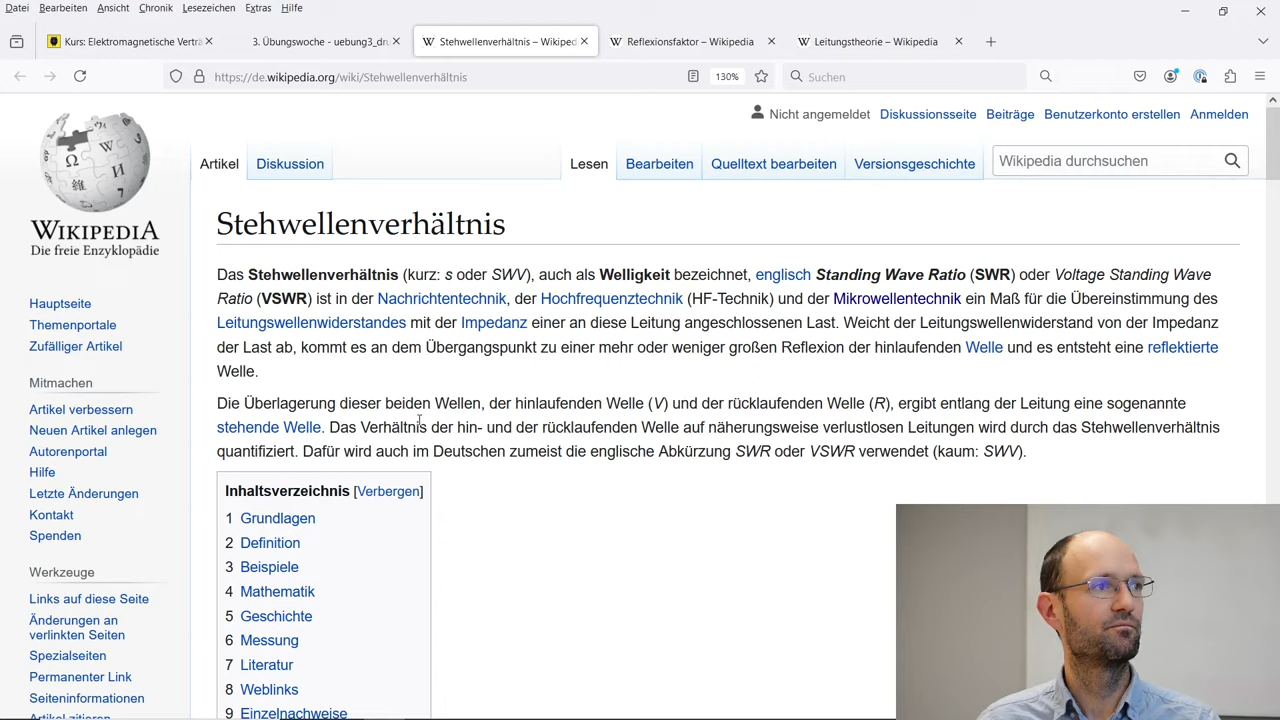 Datei Bearbeiten Ansicht Chronik Lesezeichen Extras Hilfe
Kurs: Elektromagnetische Verträ
3. Übungswoche - uebung3_dru
Stehwellenverhältnis – Wikiped
Reflexionsfaktor – Wikipedia
Leitungstheorie – Wikipedia
https://de.wikipedia.org/wiki/Stehwellenverhältnis
130%
Suchen
Nicht angemeldet Diskussionsseite Beiträge Benutzerkonto erstellen Anmelden
Artikel Diskussion Lesen Bearbeiten Quelltext bearbeiten Versionsgeschichte
Wikipedia durchsuchen
WIKIPEDIA
Die freie Enzyklopädie
Hauptseite
Themenportale
Zufälliger Artikel
Mitmachen
Artikel verbessern
Neuen Artikel anlegen
Autorenportal
Hilfe
Letzte Änderungen
Kontakt
Spenden
Werkzeuge
Links auf diese Seite
Änderungen an
verlinkten Seiten
Spezialseiten
Permanenter Link
Seiteninformationen
Artikel zitieren
Stehwellenverhältnis
Das Stehwellenverhältnis (kurz: s oder SWV), auch als Welligkeit bezeichnet, englisch Standing Wave Ratio (SWR) oder Voltage Standing Wave
Ratio (VSWR) ist in der Nachrichtentechnik, der Hochfrequenztechnik (HF-Technik) und der Mikrowellentechnik ein Maß für die Übereinstimmung des
Leitungswellenwiderstandes mit der Impedanz einer an diese Leitung angeschlossenen Last. Weicht der Leitungswellenwiderstand von der Impedanz
der Last ab, kommt es an dem Übergangspunkt zu einer mehr oder weniger großen Reflexion der hinlaufenden Welle und es entsteht eine reflektierte
Welle.
Die Überlagerung dieser beiden Wellen, der hinlaufenden Welle (V) und der rücklaufenden Welle (R), ergibt entlang der Leitung eine sogenannte
stehende Welle. Das Verhältnis der hin- und der rücklaufenden Welle auf näherungsweise verlustlosen Leitungen wird durch das Stehwellenverhältnis
quantifiziert. Dafür wird auch im Deutschen zumeist die englische Abkürzung SWR oder VSWR verwendet (kaum: SWV).
Inhaltsverzeichnis [Verbergen]
1 Grundlagen
2 Definition
3 Beispiele
4 Mathematik
5 Geschichte
6 Messung
7 Literatur
8 Weblinks
9 Einzelnachweise